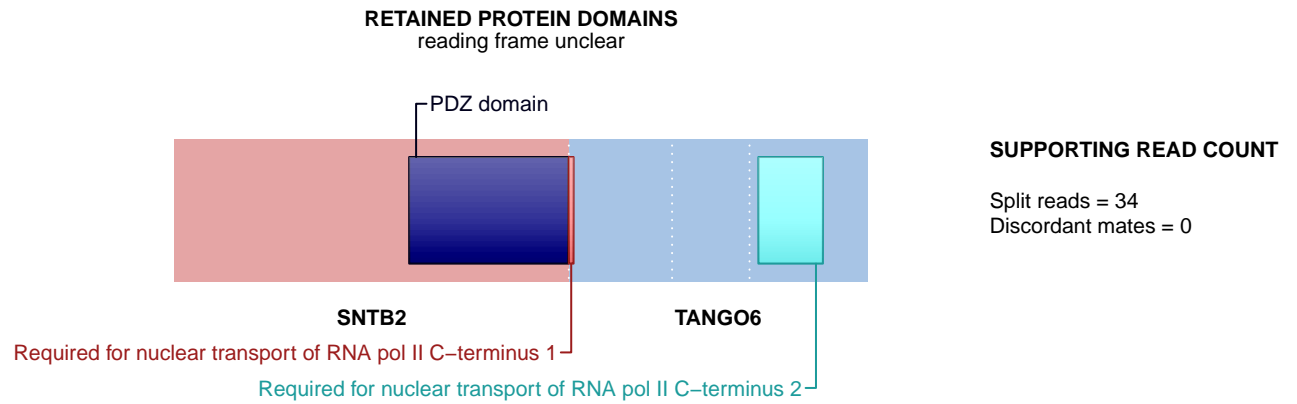 RETAINED PROTEIN DOMAINS
reading frame unclear
PDZ domain
SUPPORTING READ COUNT
Split reads = 34
Discordant mates = 0
SNTB2
TANGO6
Required for nuclear transport of RNA pol II C−terminus 1
Required for nuclear transport of RNA pol II C−terminus 2